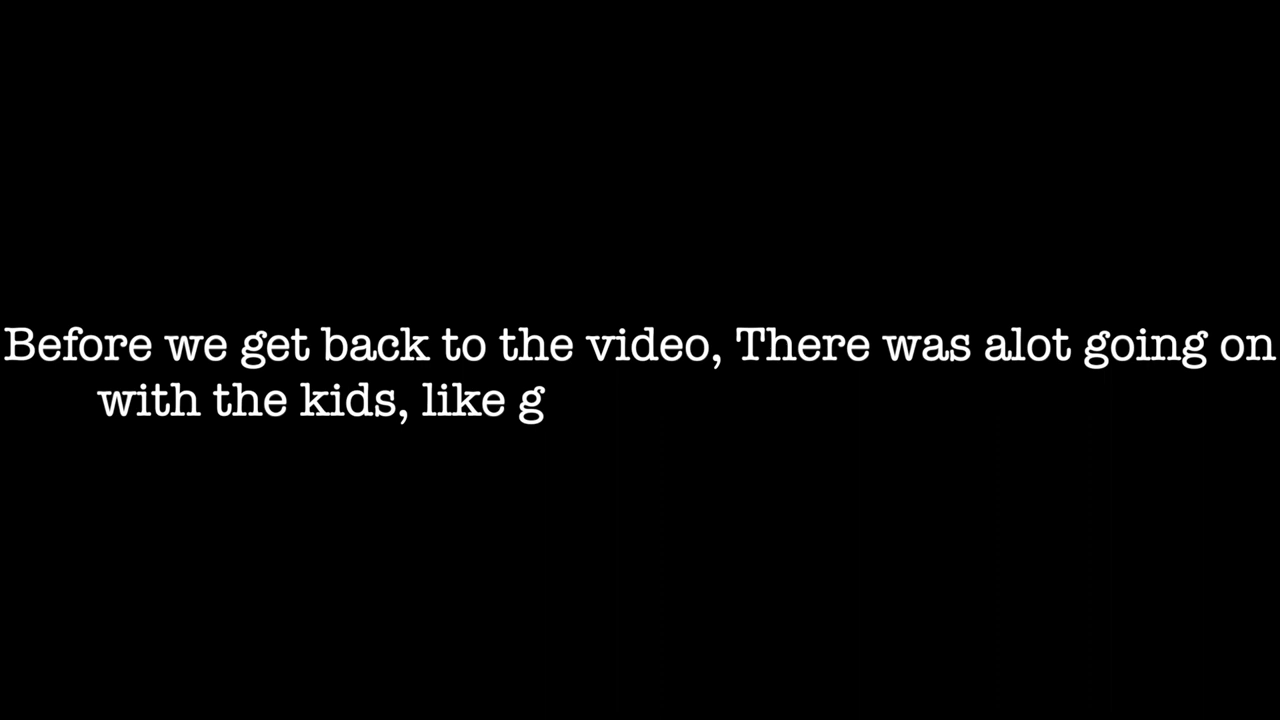 Before we get back to the video, There was alot going on
with the kids, like g